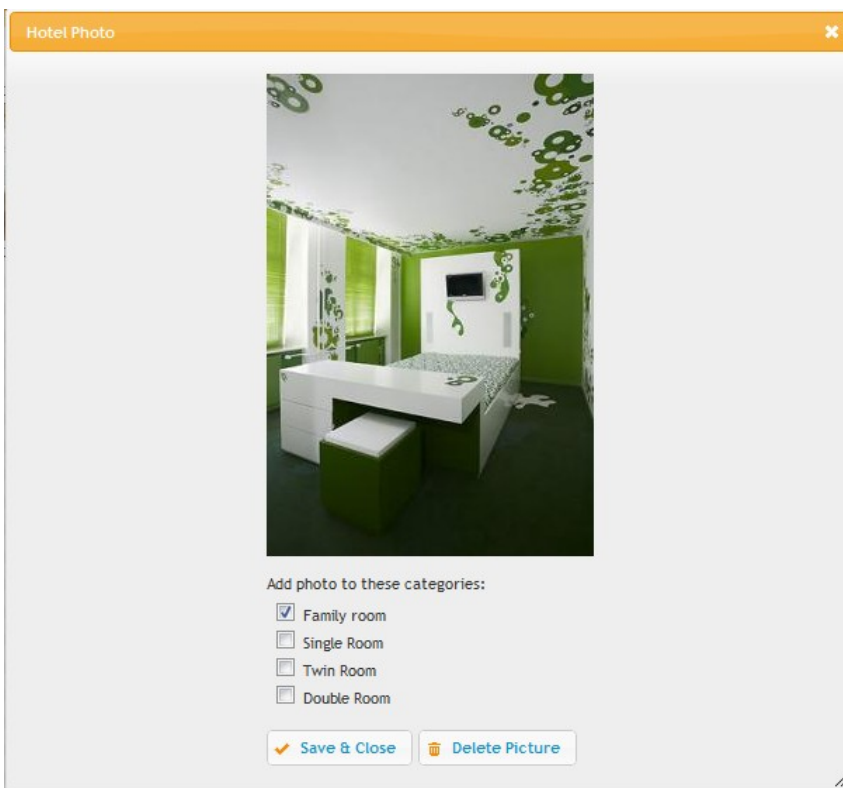 Hotel Photo
Add photo to these categories:
Family room
Single Room
Twin Room
Double Room
Save & Close
Delete Picture